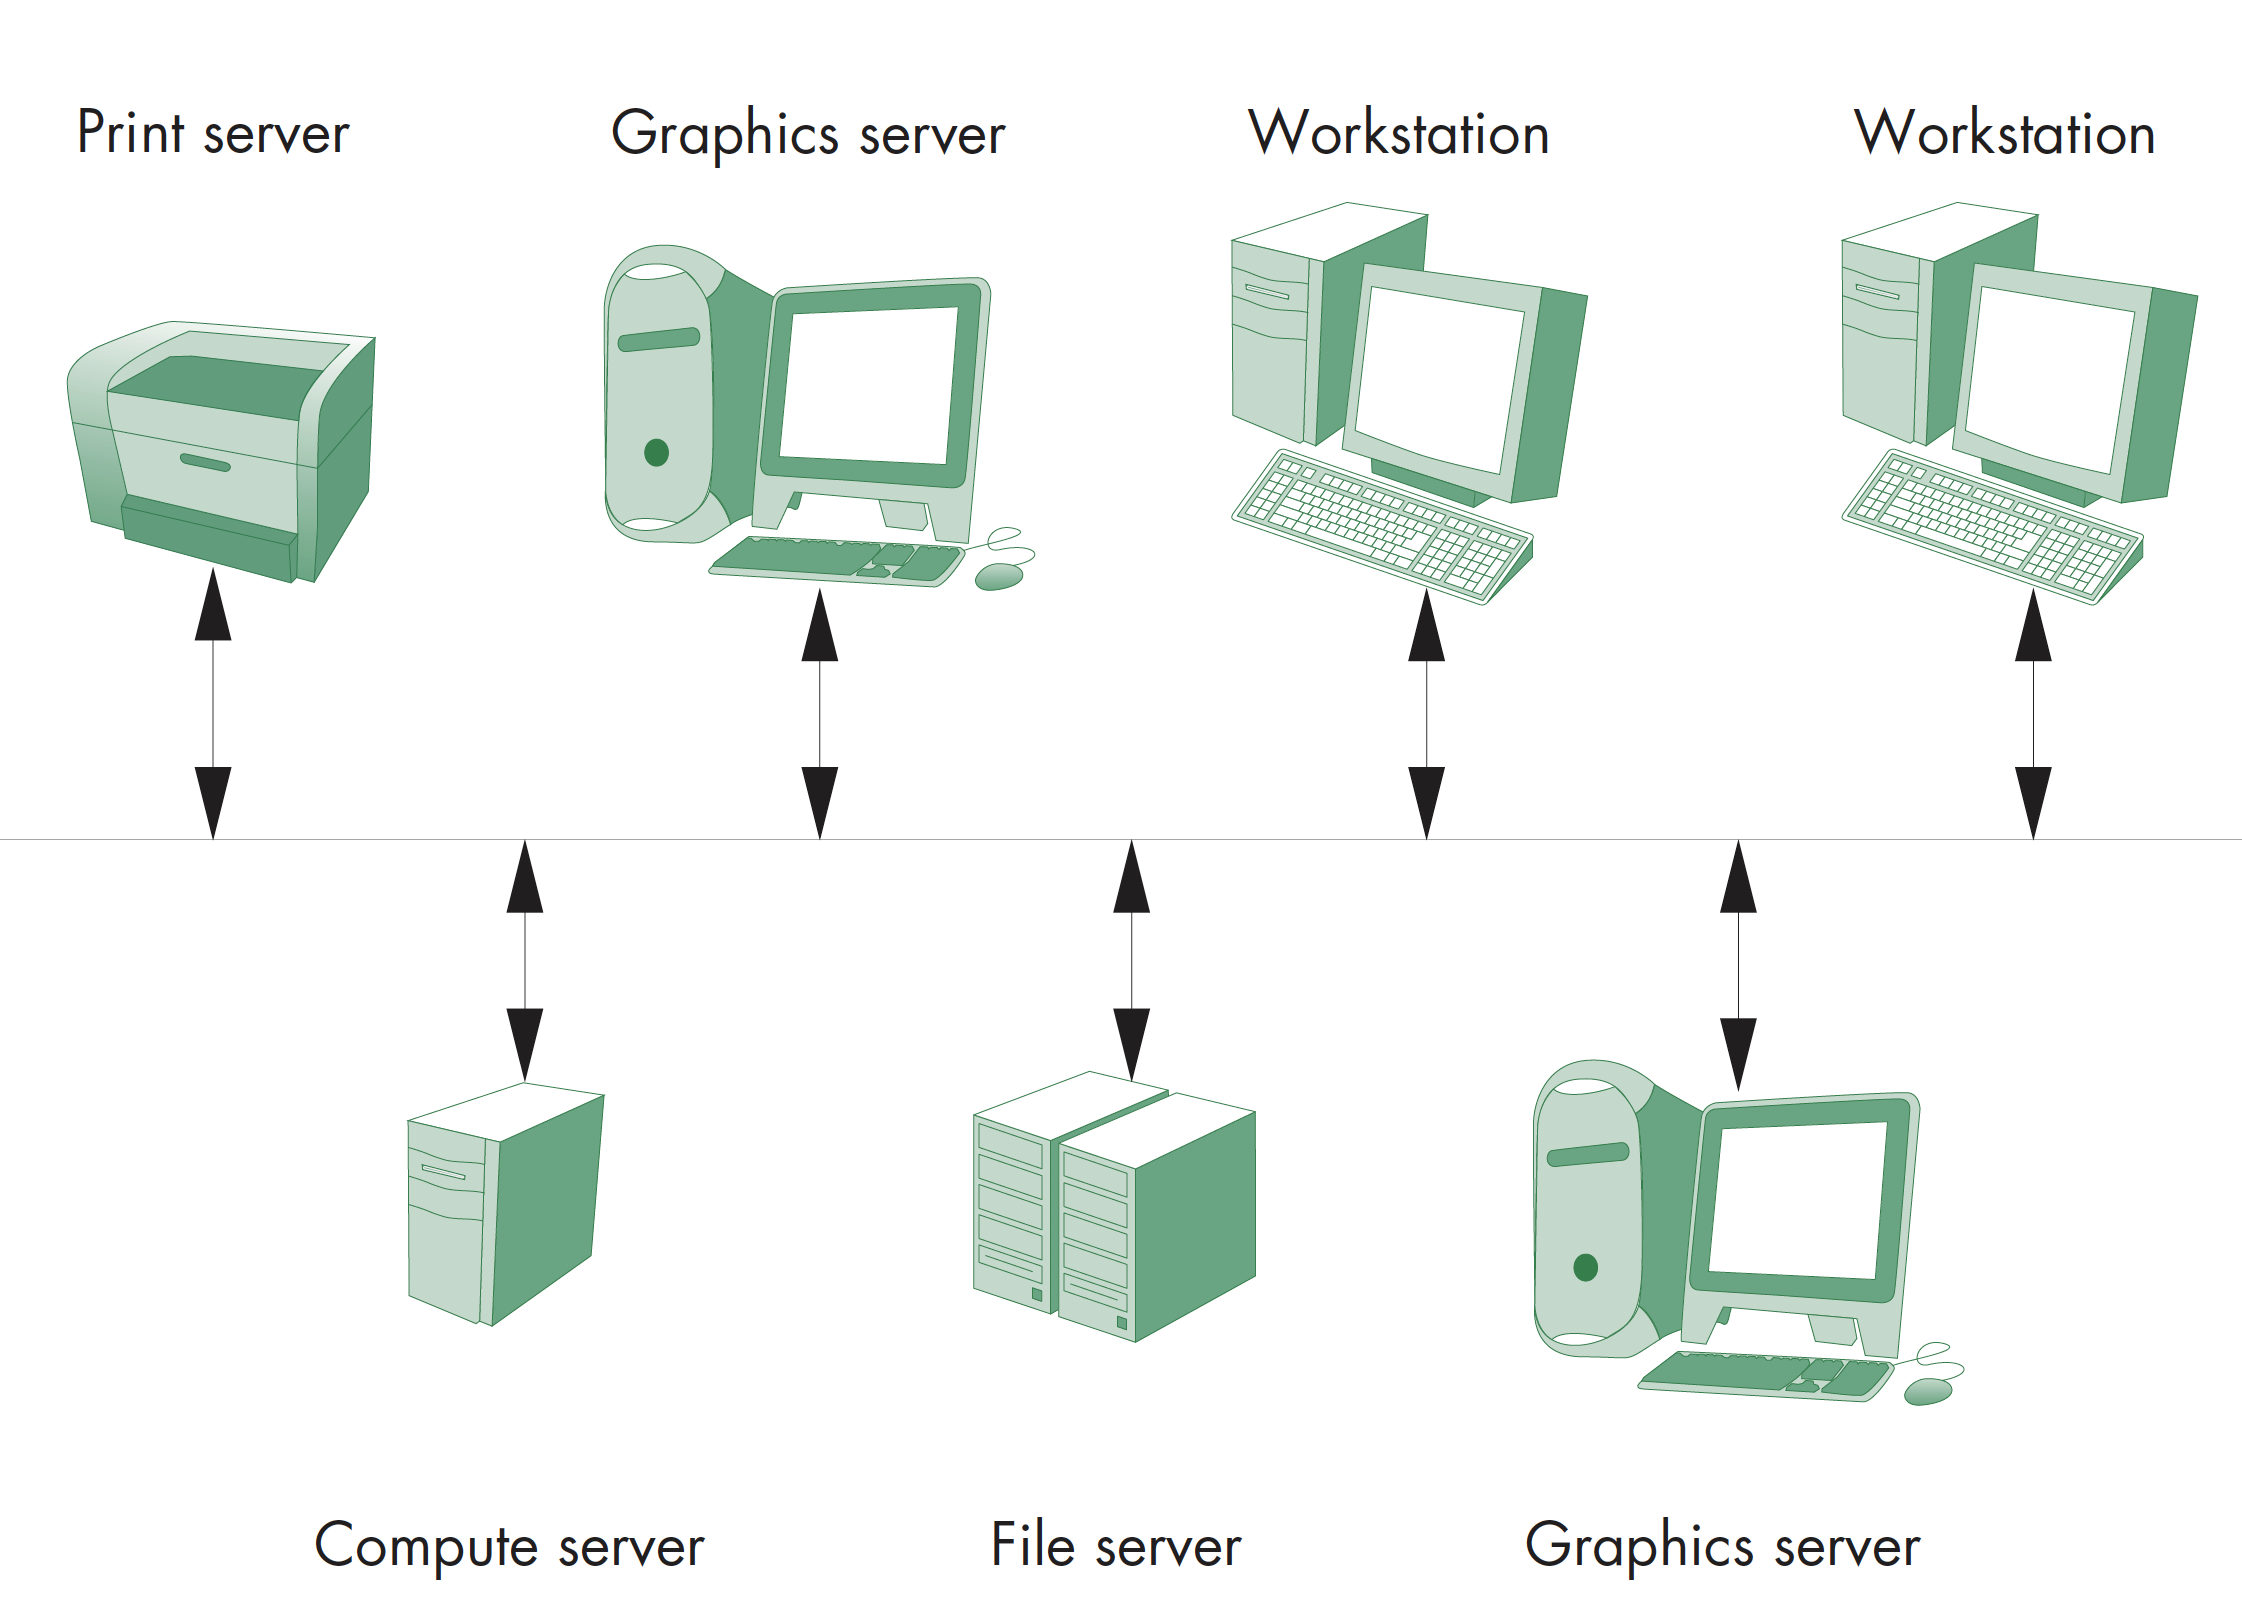 Print server
Graphics server
Workstation
Workstation
Compute server
File server
Graphics server